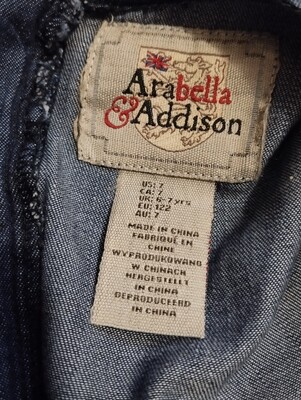 Arabella
& Addison
US: 7
CA: 7
UK: 6-7 yrs
EU: 122
AU: 7
MADE IN CHINA
FABRIQUÉ EN
CHINE
WYPRODUKOWANO
W CHINACH
HERGESTELLT
IN CHINA
GEPRODUCEERD
IN CHINA